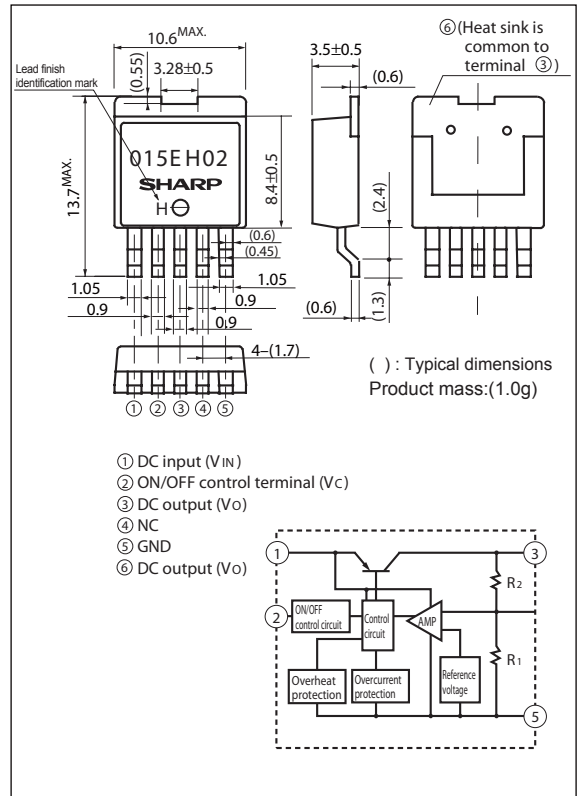 10.6MAX.
3.28±0.5
(0.55)
Lead finish
identification mark
13.7MAX.
015EH02
SHARP
H
8.4±0.5
(0.6)
(0.45)
1.05
1.05
0.9
0.9
0.9
4–(1.7)
① ② ③ ④ ⑤
3.5±0.5
(0.6)
(2.4)
(0.6)
(1.3)
⑥(Heat sink is
common to
terminal ③)
( ) : Typical dimensions
Product mass:(1.0g)
① DC input (VIN)
② ON/OFF control terminal (VC)
③ DC output (VO)
④ NC
⑤ GND
⑥ DC output (VO)
①
③
R2
②
ON/OFF
control circuit
Control
circuit
AMP
R1
Overheat
protection
Overcurrent
protection
Reference
voltage
⑤